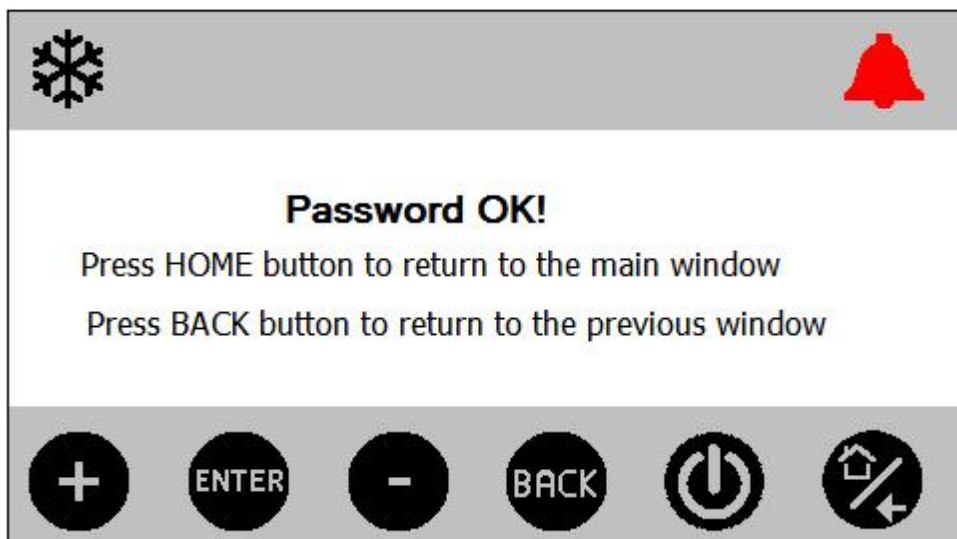 Password OK!
Press HOME button to return to the main window
Press BACK button to return to the previous window
+ ENTER - BACK